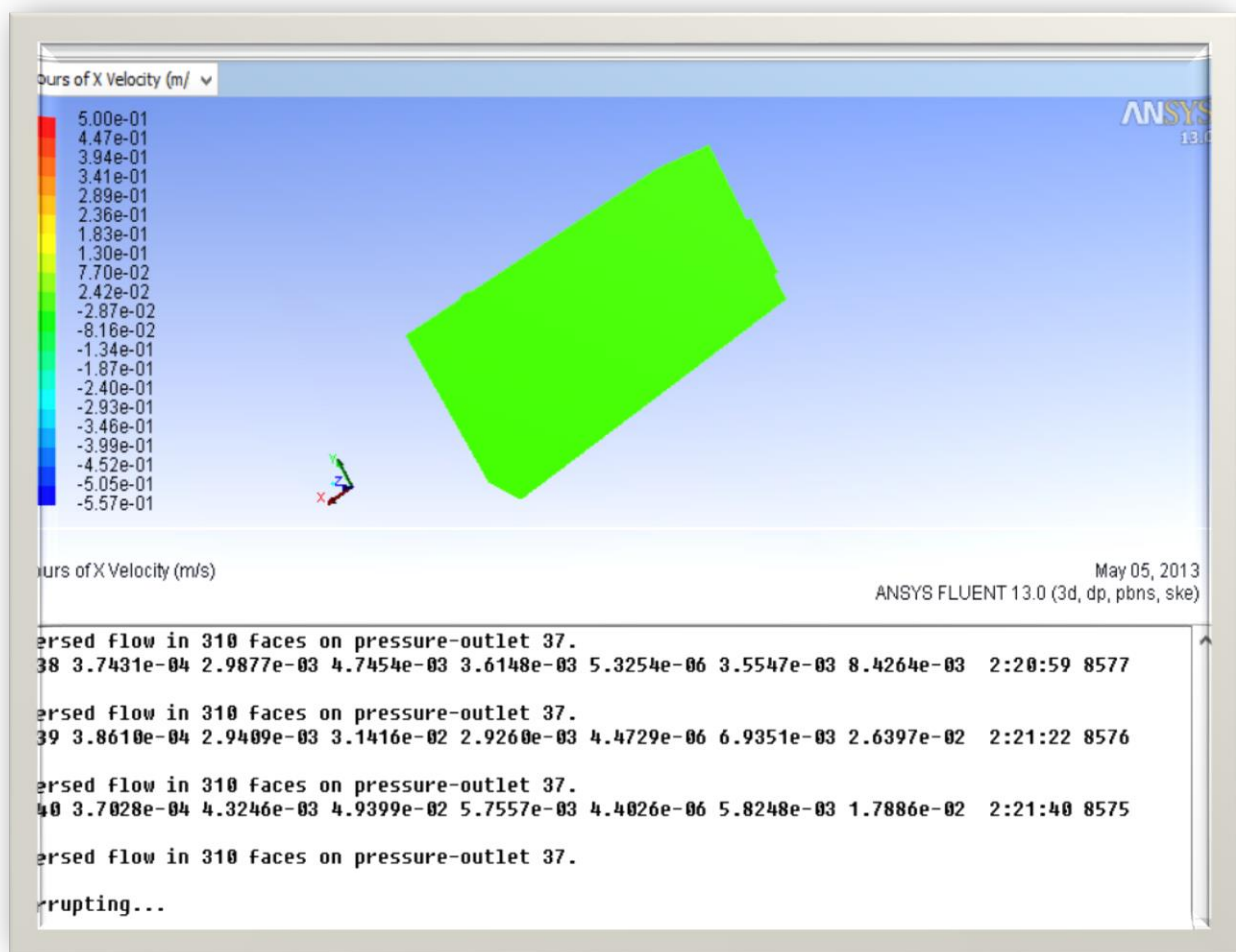 ours of X Velocity (m/
ANSYS
13.0
5.00e-01
4.47e-01
3.94e-01
3.41e-01
2.89e-01
2.36e-01
1.83e-01
1.30e-01
7.70e-02
2.42e-02
-2.87e-02
-8.16e-02
-1.34e-01
-1.87e-01
-2.40e-01
-2.93e-01
-3.46e-01
-3.99e-01
-4.52e-01
-5.05e-01
-5.57e-01
Y
Z
X
urs of X Velocity (m/s)
May 05, 2013
ANSYS FLUENT 13.0 (3d, dp, pbns, ske)
ersed flow in 310 faces on pressure-outlet 37.
38 3.7431e-04 2.9877e-03 4.7454e-03 3.6148e-03 5.3254e-06 3.5547e-03 8.4264e-03 2:20:59 8577
ersed flow in 310 faces on pressure-outlet 37.
39 3.8610e-04 2.9409e-03 3.1416e-02 2.9260e-03 4.4729e-06 6.9351e-03 2.6397e-02 2:21:22 8576
ersed flow in 310 faces on pressure-outlet 37.
40 3.7028e-04 4.3246e-03 4.9399e-02 5.7557e-03 4.4026e-06 5.8248e-03 1.7886e-02 2:21:40 8575
ersed flow in 310 faces on pressure-outlet 37.
rrupting...